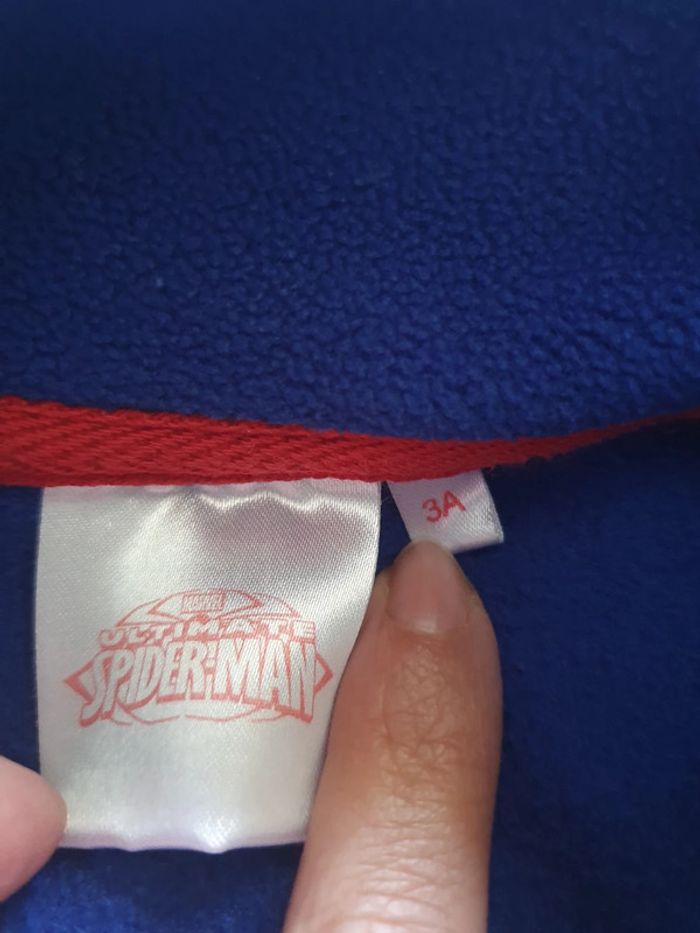 MARVEL
ULTIMATE
SPIDER-MAN
3A